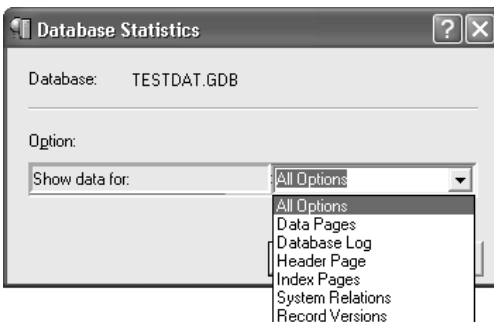 Database Statistics
Database: TESTDAT.GDB
Option:
Show data for: All Options
All Options
Data Pages
Database Log
Header Page
Index Pages
System Relations
Record Versions